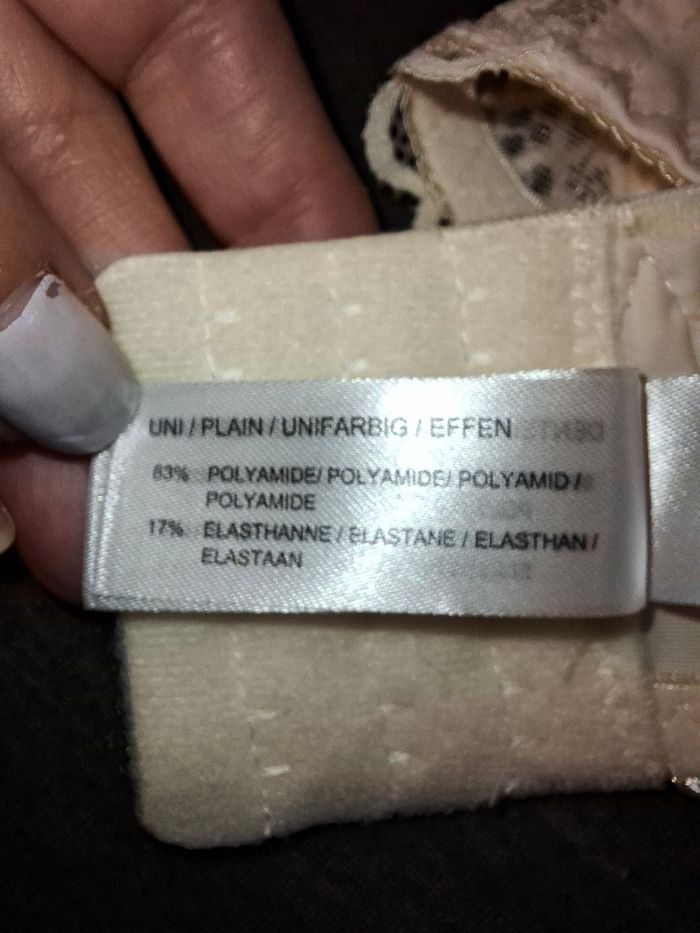 UNI / PLAIN / UNIFARBIG / EFFEN
83% POLYAMIDE/ POLYAMIDE/ POLYAMID /
POLYAMIDE
17% ELASTHANNE / ELASTANE / ELASTHAN /
ELASTAAN